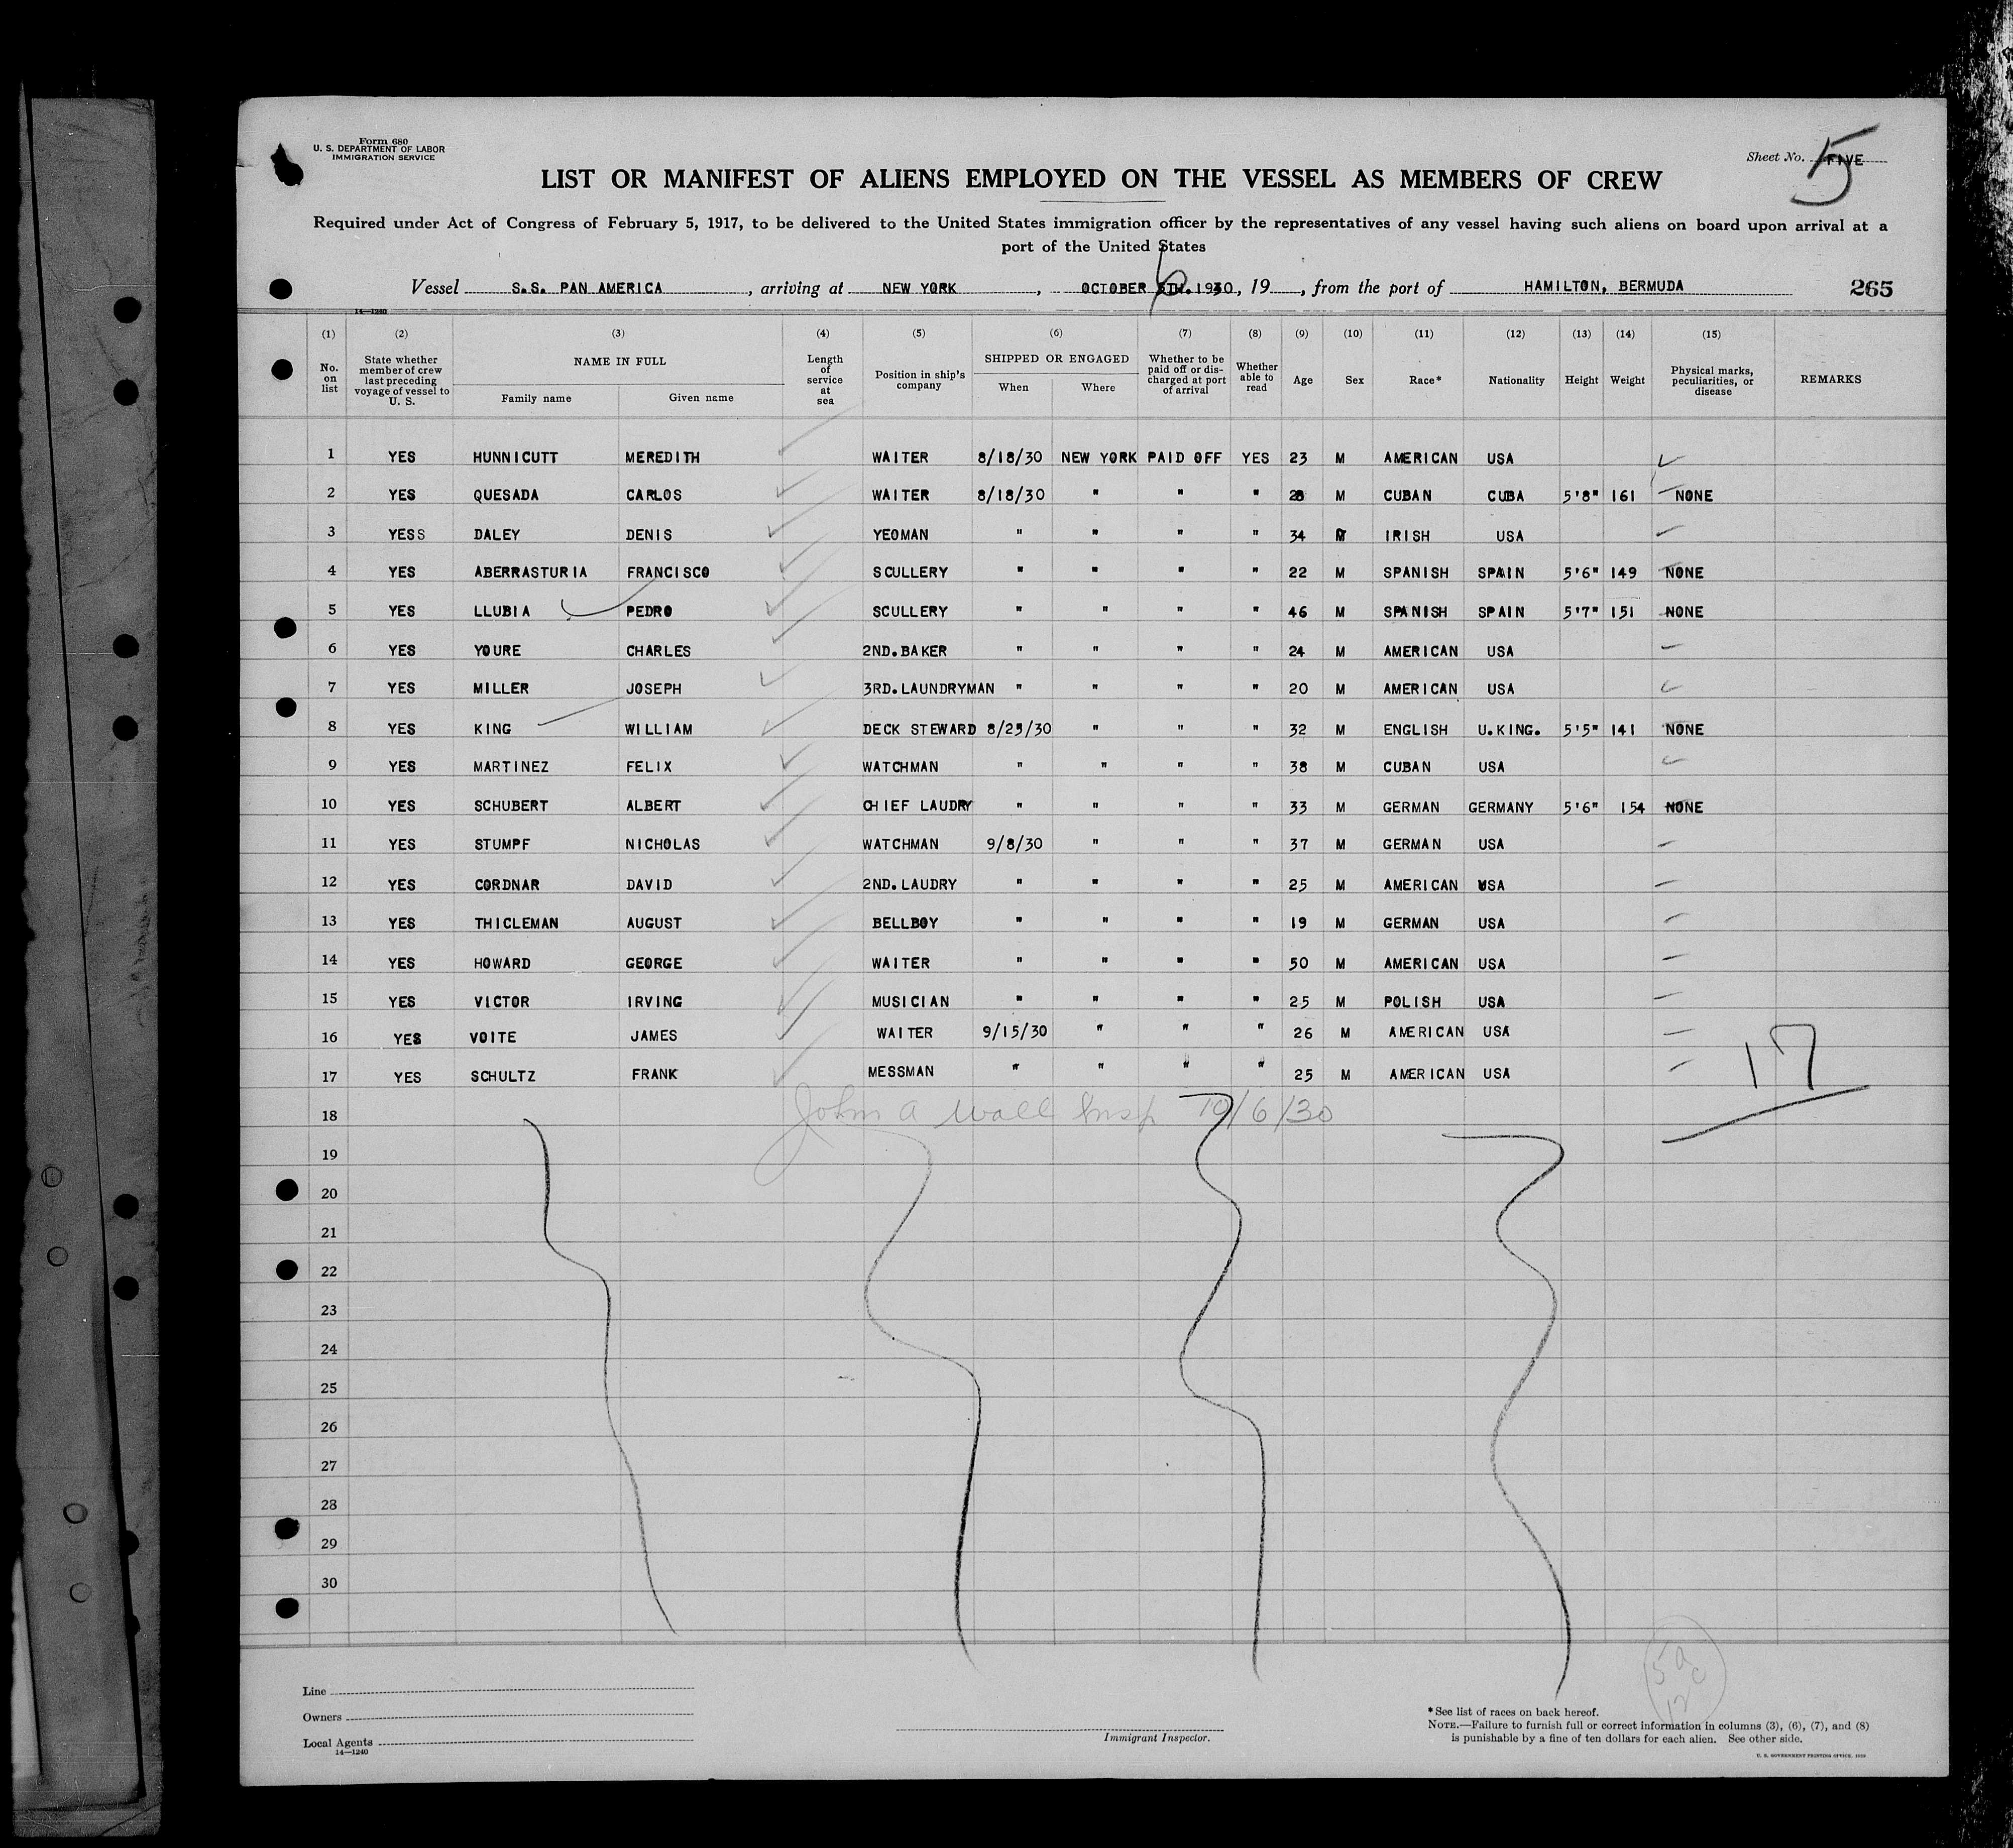 Form 680
U. S. DEPARTMENT OF LABOR
IMMIGRATION SERVICE
Sheet No. FIVE 5
LIST OR MANIFEST OF ALIENS EMPLOYED ON THE VESSEL AS MEMBERS OF CREW
Required under Act of Congress of February 5, 1917, to be delivered to the United States immigration officer by the representatives of any vessel having such aliens on board upon arrival at a
port of the United States
Vessel S.S. PAN AMERICA, arriving at NEW YORK, OCTOBER 6 1930, 19, from the port of HAMILTON, BERMUDA 265
14—1240
(1) (2) (3) (4) (5) (6) (7) (8) (9) (10) (11) (12) (13) (14) (15)
No. on list State whether member of crew last preceding voyage of vessel to U. S. NAME IN FULL Family name Given name Length of service at sea Position in ship's company SHIPPED OR ENGAGED When Where Whether to be paid off or discharged at port of arrival Whether able to read Age Sex Race* Nationality Height Weight Physical marks, peculiarities, or disease REMARKS
1 YES HUNNICUTT MEREDITH WAITER 8/18/30 NEW YORK PAID OFF YES 23 M AMERICAN USA
2 YES QUESADA CARLOS WAITER 8/18/30 " " " 28 M CUBAN CUBA 5'8" 161 NONE
3 YESS DALEY DENIS YEOMAN " " " " 34 M IRISH USA
4 YES ABERRASTURIA FRANCISCO SCULLERY " " " " 22 M SPANISH SPAIN 5'6" 149 NONE
5 YES LLUBIA PEDRO SCULLERY " " " " 46 M SPANISH SPAIN 5'7" 151 NONE
6 YES YOURE CHARLES 2ND.BAKER " " " " 24 M AMERICAN USA
7 YES MILLER JOSEPH 3RD.LAUNDRYMAN " " " " 20 M AMERICAN USA
8 YES KING WILLIAM DECK STEWARD 8/25/30 " " " 32 M ENGLISH U.KING. 5'5" 141 NONE
9 YES MARTINEZ FELIX WATCHMAN " " " " 38 M CUBAN USA
10 YES SCHUBERT ALBERT CHIEF LAUDRY " " " " 33 M GERMAN GERMANY 5'6" 154 NONE
11 YES STUMPF NICHOLAS WATCHMAN 9/8/30 " " " 37 M GERMAN USA
12 YES CORDNAR DAVID 2ND.LAUDRY " " " " 25 M AMERICAN USA
13 YES THICLEMAN AUGUST BELLBOY " " " " 19 M GERMAN USA
14 YES HOWARD GEORGE WAITER " " " " 50 M AMERICAN USA
15 YES VICTOR IRVING MUSICIAN " " " " 25 M POLISH USA
16 YES VOITE JAMES WAITER 9/15/30 " " " 26 M AMERICAN USA
17 YES SCHULTZ FRANK MESSMAN " " " " 25 M AMERICAN USA 17
18 John A Wall Insp 10/6/30
19
20
21
22
23
24
25
26
27
28
29
30
Line
Owners
Local Agents
14—1240
Immigrant Inspector.
*See list of races on back hereof.
NOTE.—Failure to furnish full or correct information in columns (3), (6), (7), and (8)
is punishable by a fine of ten dollars for each alien. See other side.